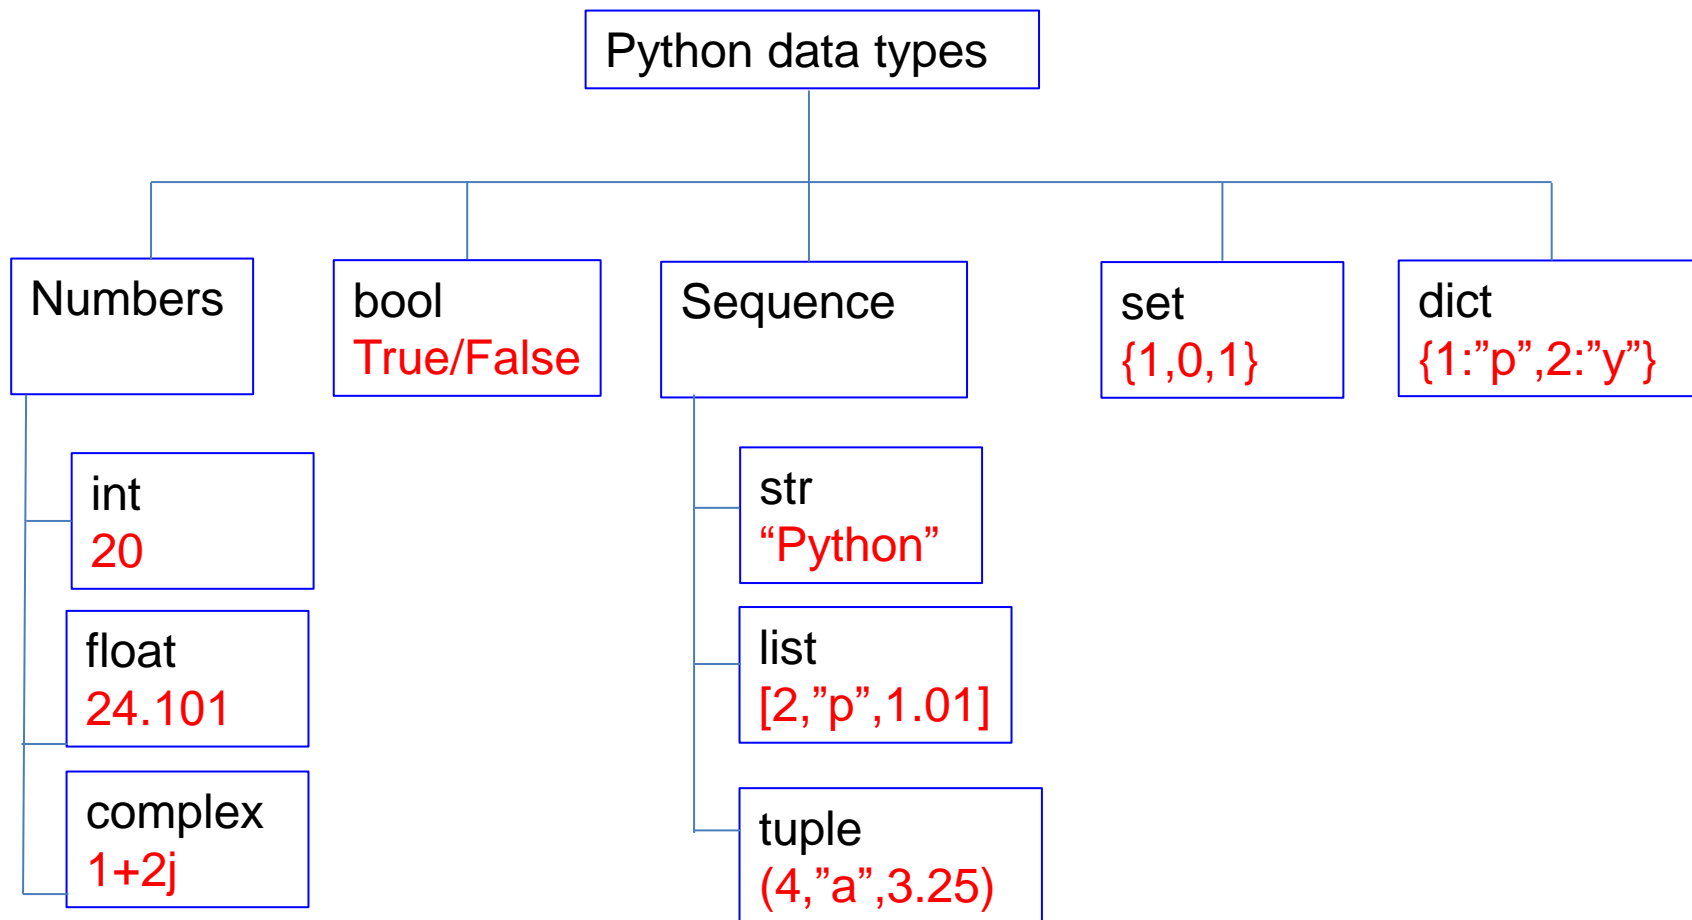 Python data types
Numbers
bool
True/False
Sequence
set
{1,0,1}
dict
{1:”p”,2:”y”}
int
20
float
24.101
complex
1+2j
str
“Python”
list
[2,”p”,1.01]
tuple
(4,”a”,3.25)